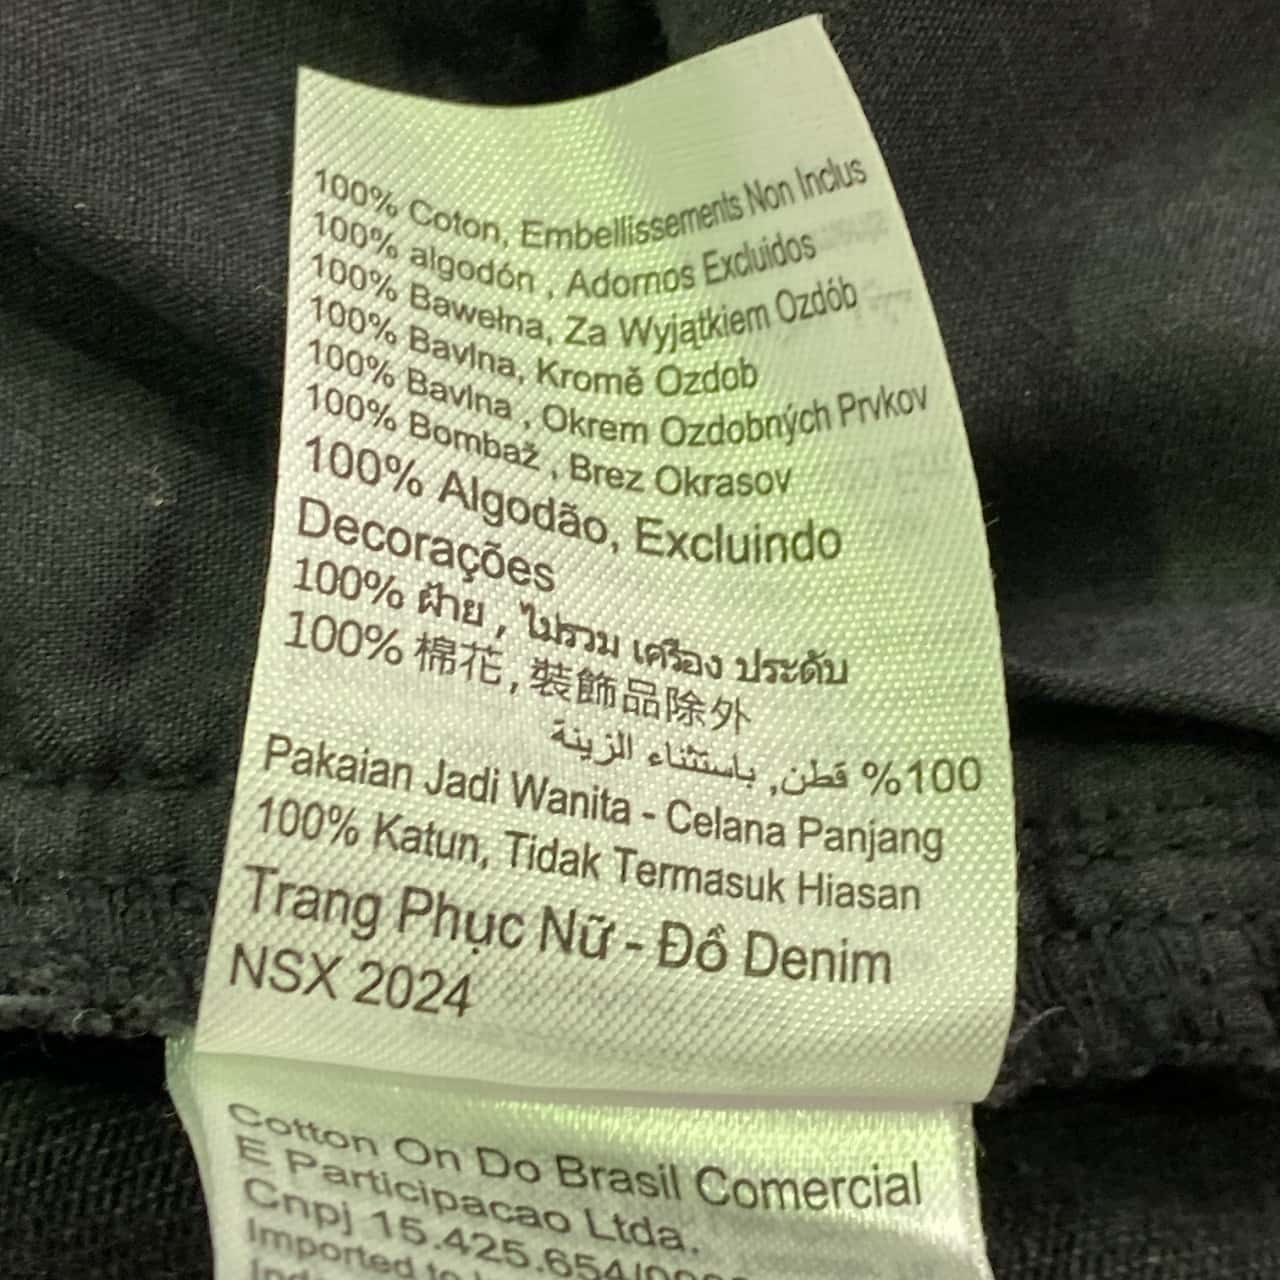 100% Coton, Embellissements Non Inclus
100% algodón , Adornos Excluidos
100% Bawełna, Za Wyjątkiem Ozdób
100% Bavlna, Kromě Ozdob
100% Bavlna , Okrem Ozdobných Prvkov
100% Bombaž , Brez Okrasov
100% Algodão, Excluindo
Decorações
100% ฝ้าย , ไม่รวม เครื่อง ประดับ
100% 棉花, 裝飾品除外
100% قطن, باستثناء الزينة
Pakaian Jadi Wanita - Celana Panjang
100% Katun, Tidak Termasuk Hiasan
Trang Phục Nữ - Đồ Denim
NSX 2024
Cotton On Do Brasil Comercial
E Participacao Ltda.
Cnpj 15.425.654/00
Imported to